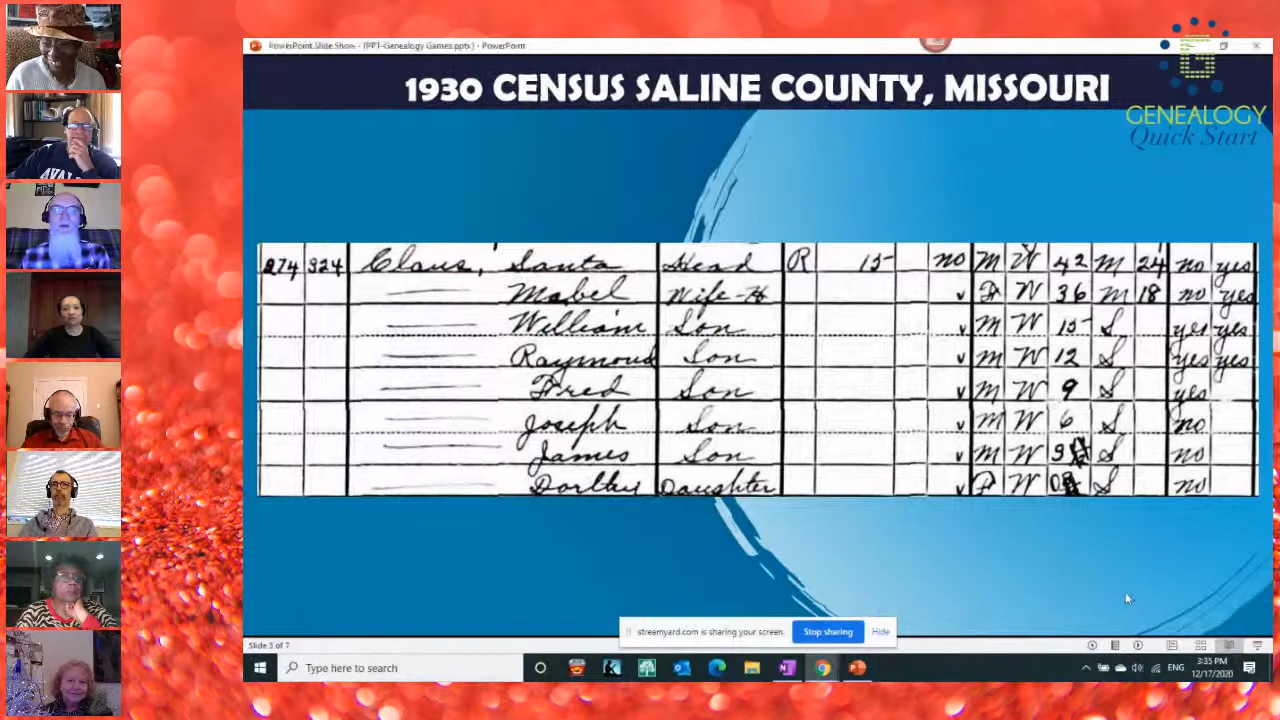 PowerPoint Slide Show - [PPT-Genealogy Games.pptx] - PowerPoint
1930 CENSUS SALINE COUNTY, MISSOURI
GENEALOGY
Quick Start
274 324 Claus, Santa Head R 15 no M W 42 M 24 no yes
Mabel Wife-H v F W 36 M 18 no yes
William Son v M W 15 S yes yes
Raymond Son v M W 12 S yes yes
Fred Son v M W 9 S yes
Joseph Son v M W 6 S no
James Son v M W S no
Dorthy Daughter v F W S no
streamyard.com is sharing your screen. Stop sharing Hide
Slide 3 of 7
Type here to search
ENG
3:35 PM
12/17/2020